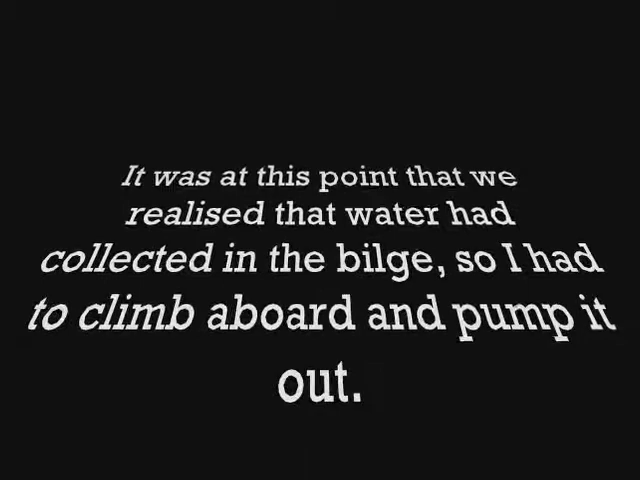 It was at this point that we
realised that water had
collected in the bilge, so I had
to climb aboard and pump it
out.